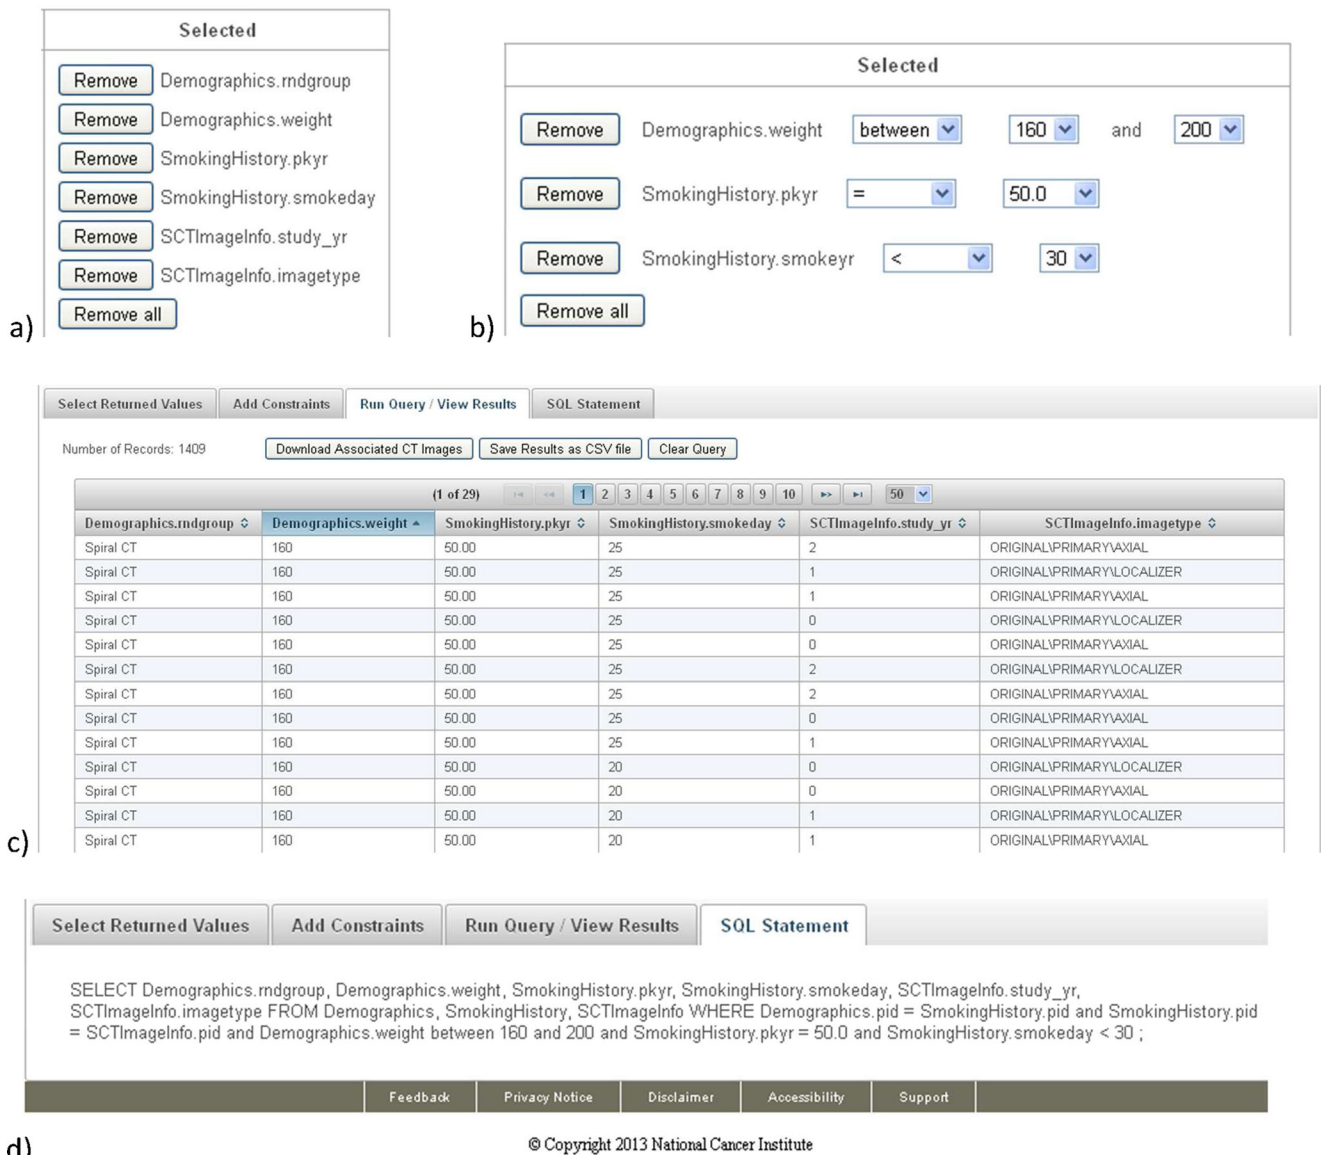 Selected
Remove Demographics.rndgroup
Remove Demographics.weight
Remove SmokingHistory.pkyr
Remove SmokingHistory.smokeday
Remove SCTImageInfo.study_yr
Remove SCTImageInfo.imagetype
Remove all
a)
Selected
Remove Demographics.weight between 160 and 200
Remove SmokingHistory.pkyr = 50.0
Remove SmokingHistory.smokeyr < 30
Remove all
b)
Select Returned Values Add Constraints Run Query / View Results SQL Statement
Number of Records: 1409 Download Associated CT Images Save Results as CSV file Clear Query
(1 of 29) 1 2 3 4 5 6 7 8 9 10 50
Demographics.rndgroup Demographics.weight SmokingHistory.pkyr SmokingHistory.smokeday SCTImageInfo.study_yr SCTImageInfo.imagetype
Spiral CT 160 50.00 25 2 ORIGINAL\PRIMARY\AXIAL
Spiral CT 160 50.00 25 1 ORIGINAL\PRIMARY\LOCALIZER
Spiral CT 160 50.00 25 1 ORIGINAL\PRIMARY\AXIAL
Spiral CT 160 50.00 25 0 ORIGINAL\PRIMARY\LOCALIZER
Spiral CT 160 50.00 25 0 ORIGINAL\PRIMARY\AXIAL
Spiral CT 160 50.00 25 2 ORIGINAL\PRIMARY\LOCALIZER
Spiral CT 160 50.00 25 2 ORIGINAL\PRIMARY\AXIAL
Spiral CT 160 50.00 25 0 ORIGINAL\PRIMARY\AXIAL
Spiral CT 160 50.00 25 1 ORIGINAL\PRIMARY\AXIAL
Spiral CT 160 50.00 20 0 ORIGINAL\PRIMARY\LOCALIZER
Spiral CT 160 50.00 20 0 ORIGINAL\PRIMARY\AXIAL
Spiral CT 160 50.00 20 1 ORIGINAL\PRIMARY\LOCALIZER
Spiral CT 160 50.00 20 1 ORIGINAL\PRIMARY\AXIAL
c)
Select Returned Values Add Constraints Run Query / View Results SQL Statement
SELECT Demographics.rndgroup, Demographics.weight, SmokingHistory.pkyr, SmokingHistory.smokeday, SCTImageInfo.study_yr,
SCTImageInfo.imagetype FROM Demographics, SmokingHistory, SCTImageInfo WHERE Demographics.pid = SmokingHistory.pid and SmokingHistory.pid
= SCTImageInfo.pid and Demographics.weight between 160 and 200 and SmokingHistory.pkyr = 50.0 and SmokingHistory.smokeday < 30 ;
Feedback Privacy Notice Disclaimer Accessibility Support
© Copyright 2013 National Cancer Institute
d)